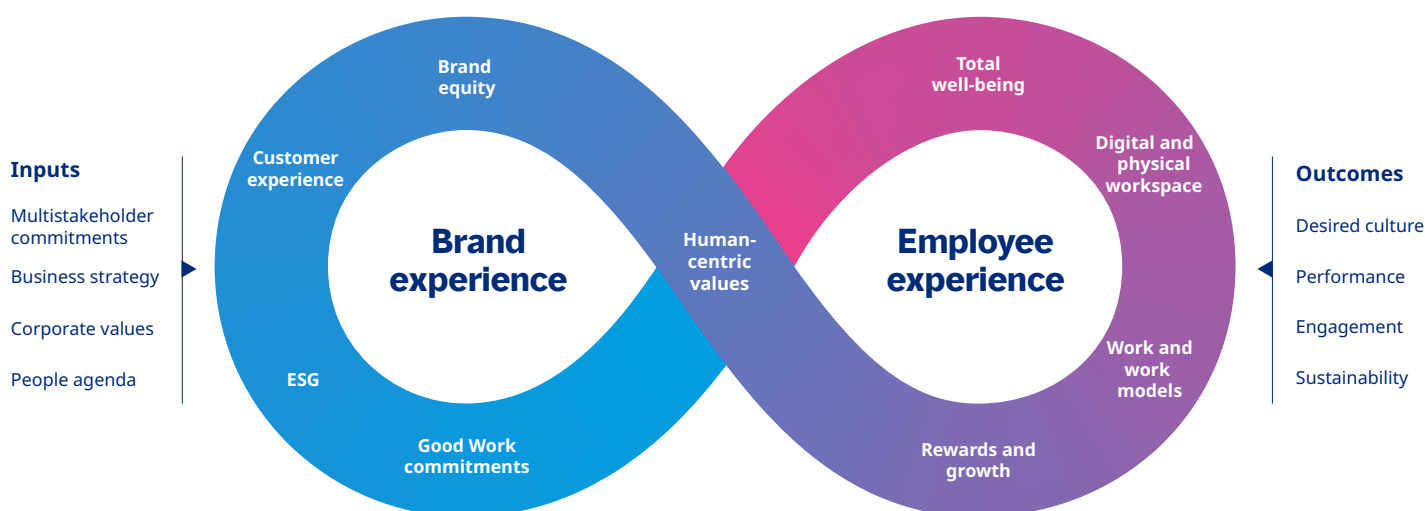 Inputs
Multistakeholder
commitments
Business strategy
Corporate values
People agenda
Brand
equity
Customer
experience
Brand
experience
ESG
Good Work
commitments
Human-
centric
values
Total
well-being
Digital and
physical
workspace
Employee
experience
Work and
work
models
Rewards and
growth
Outcomes
Desired culture
Performance
Engagement
Sustainability